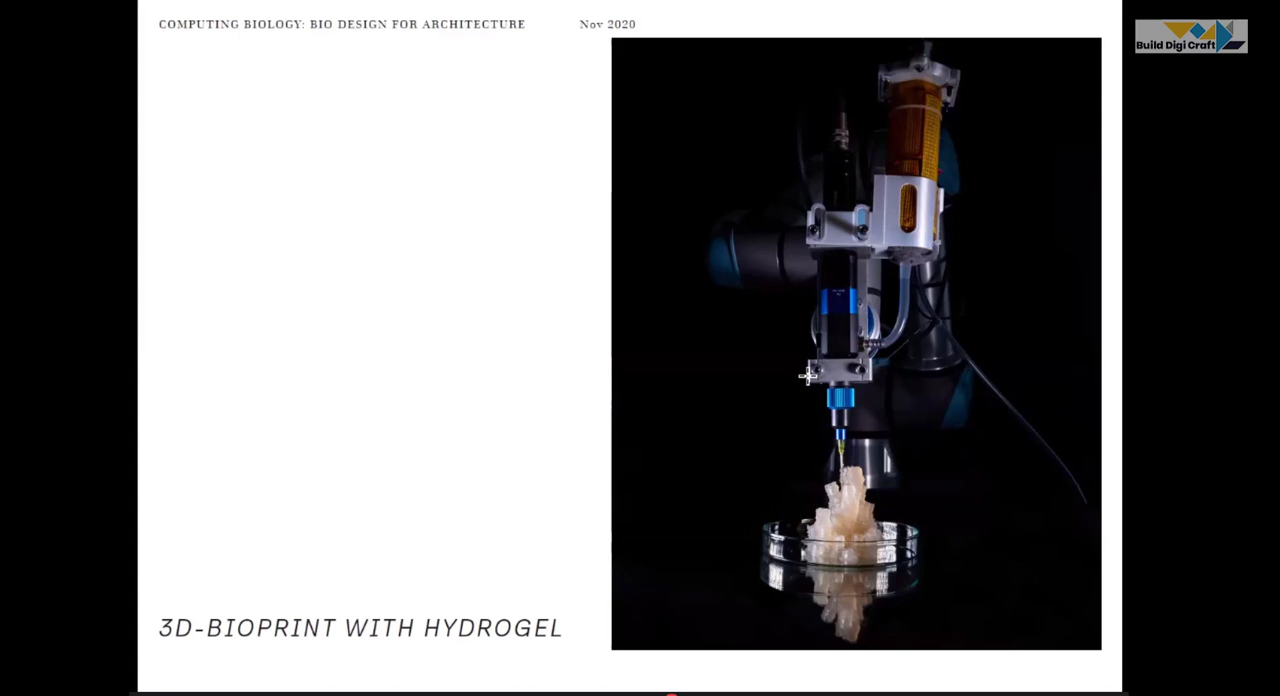 COMPUTING BIOLOGY: BIO DESIGN FOR ARCHITECTURE
Nov 2020
Build Digi Craft
3D-BIOPRINT WITH HYDROGEL